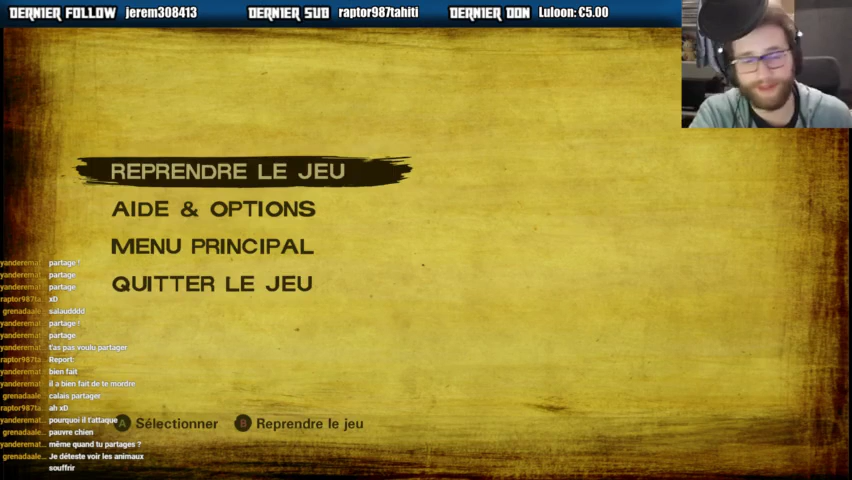 DERNIER FOLLOW jerem308413 DERNIER SUB raptor987tahiti DERNIER DON Luloon: €5.00
REPRENDRE LE JEU
AIDE & OPTIONS
MENU PRINCIPAL
QUITTER LE JEU
yanderemat... partage !
yanderemat... partage
yanderemat... partage
raptor987ta... xD
grenadaale... salaudddd
yanderemat... partage !
yanderemat... partage
yanderemat... t'as pas voulu partager
raptor987ta... Report
yanderemat... bien fait
yanderemat... il a bien fait de te mordre
grenadaale... calais partager
raptor987ta... ah xD
yanderemat... pourquoi il t'attaque
grenadaale... pauvre chien
yanderemat... même quand tu partages ?
grenadaale... Je déteste voir les animaux
souffrir
A Sélectionner B Reprendre le jeu